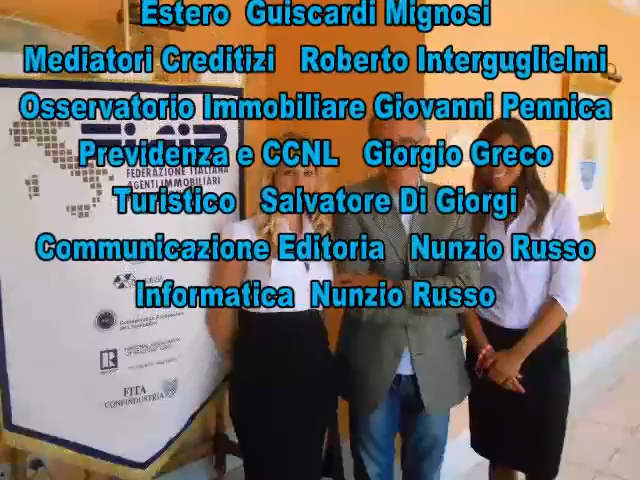 Estero Guiscardi Mignosi
Mediatori Creditizi Roberto Interguglielmi
Osservatorio Immobiliare Giovanni Pennica
Previdenza e CCNL Giorgio Greco
Turistico Salvatore Di Giorgi
Comunicazione Editoria Nunzio Russo
Informatica Nunzio Russo
FEDERAZIONE ITALIANA
AGENTI IMMOBILIARI
FITA
CONFINDUSTRIA